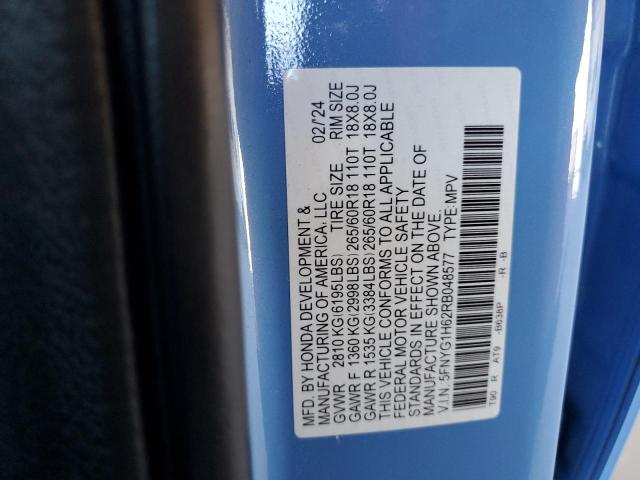 MFD. BY HONDA DEVELOPMENT &
MANUFACTURING OF AMERICA, LLC 02/'24
GVWR 2810 KG(6195LBS) TIRE SIZE RIM SIZE
GAWR F 1360 KG(2998LBS)265/60R18 110T 18X8.0J
GAWR R 1535 KG(3384LBS)265/60R18 110T 18X8.0J
THIS VEHICLE CONFORMS TO ALL APPLICABLE
FEDERAL MOTOR VEHICLE SAFETY
STANDARDS IN EFFECT ON THE DATE OF
MANUFACTURE SHOWN ABOVE.
V.I.N.:5FNYG1H62RB048577 TYPE:MPV
T90 R AT9 -B638P -R -B